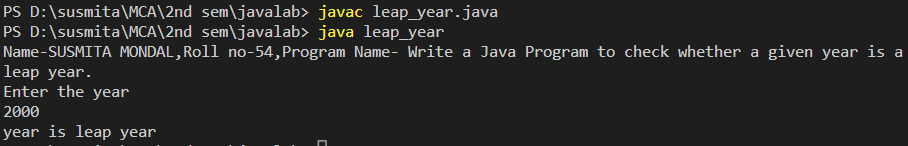 PS D:\susmita\MCA\2nd sem\javalab> javac leap_year.java
PS D:\susmita\MCA\2nd sem\javalab> java leap_year
Name-SUSMITA MONDAL,Roll no-54,Program Name- Write a Java Program to check whether a given year is a
leap year.
Enter the year
2000
year is leap year